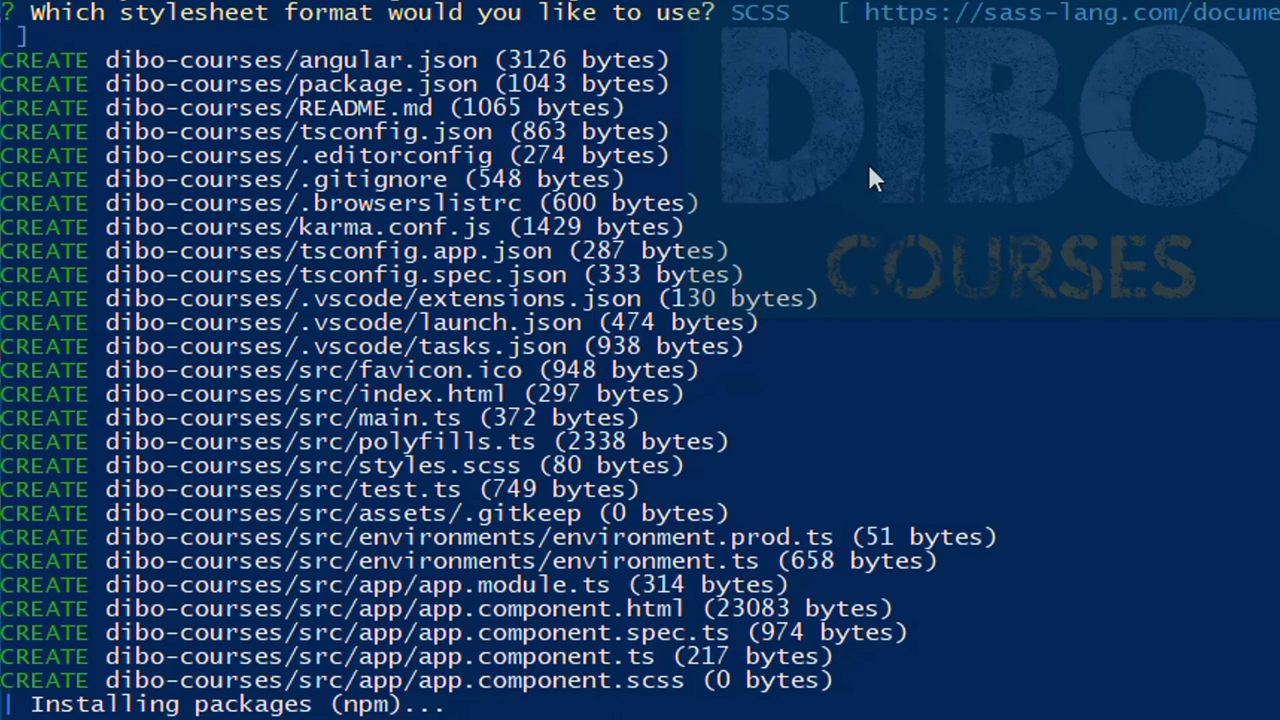 ? Which stylesheet format would you like to use? SCSS   [ https://sass-lang.com/docume
 ]
CREATE dibo-courses/angular.json (3126 bytes)
CREATE dibo-courses/package.json (1043 bytes)
CREATE dibo-courses/README.md (1065 bytes)
CREATE dibo-courses/tsconfig.json (863 bytes)
CREATE dibo-courses/.editorconfig (274 bytes)
CREATE dibo-courses/.gitignore (548 bytes)
CREATE dibo-courses/.browserslistrc (600 bytes)
CREATE dibo-courses/karma.conf.js (1429 bytes)
CREATE dibo-courses/tsconfig.app.json (287 bytes)
CREATE dibo-courses/tsconfig.spec.json (333 bytes)
CREATE dibo-courses/.vscode/extensions.json (130 bytes)
CREATE dibo-courses/.vscode/launch.json (474 bytes)
CREATE dibo-courses/.vscode/tasks.json (938 bytes)
CREATE dibo-courses/src/favicon.ico (948 bytes)
CREATE dibo-courses/src/index.html (297 bytes)
CREATE dibo-courses/src/main.ts (372 bytes)
CREATE dibo-courses/src/polyfills.ts (2338 bytes)
CREATE dibo-courses/src/styles.scss (80 bytes)
CREATE dibo-courses/src/test.ts (749 bytes)
CREATE dibo-courses/src/assets/.gitkeep (0 bytes)
CREATE dibo-courses/src/environments/environment.prod.ts (51 bytes)
CREATE dibo-courses/src/environments/environment.ts (658 bytes)
CREATE dibo-courses/src/app/app.module.ts (314 bytes)
CREATE dibo-courses/src/app/app.component.html (23083 bytes)
CREATE dibo-courses/src/app/app.component.spec.ts (974 bytes)
CREATE dibo-courses/src/app/app.component.ts (217 bytes)
CREATE dibo-courses/src/app/app.component.scss (0 bytes)
| Installing packages (npm)...
DIBO
COURSES